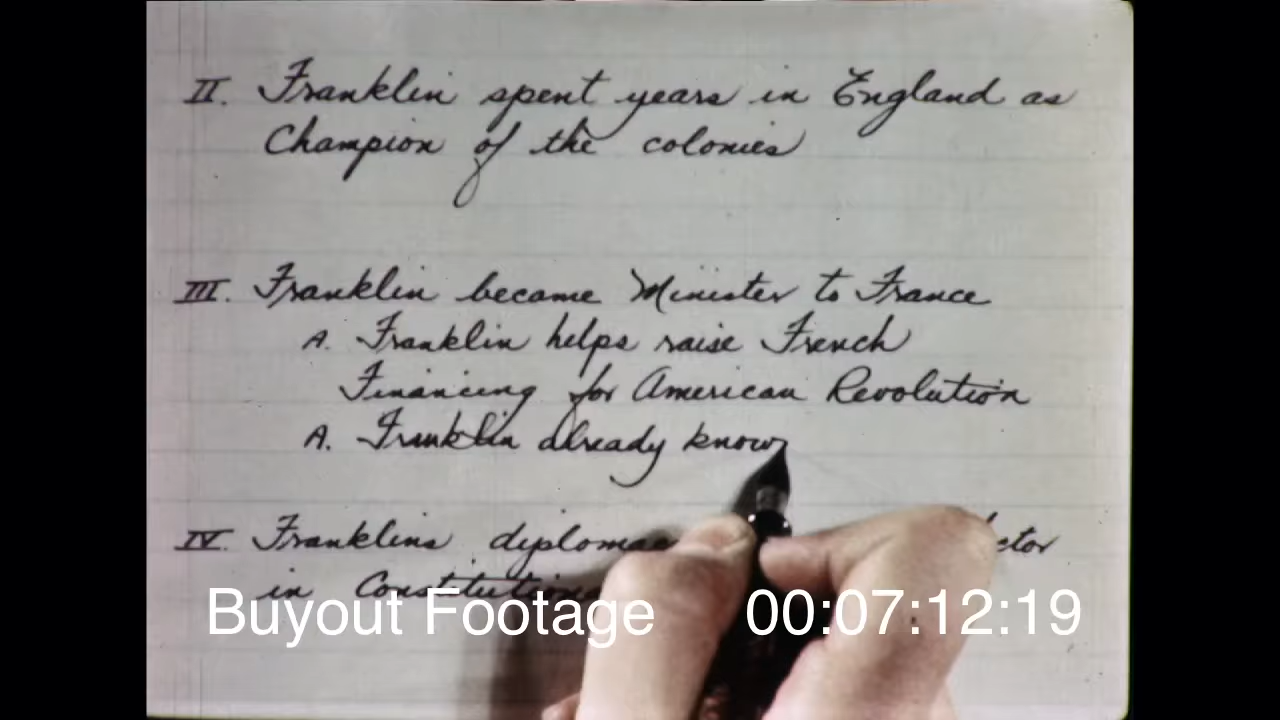 II. Franklin spent years in England as
Champion of the colonies
III. Franklin became Minister to France
A. Franklin helps raise French
Financing for American Revolution
A. Franklin already know
IV. Franklins
in
Buyout Footage 00:07:12:19